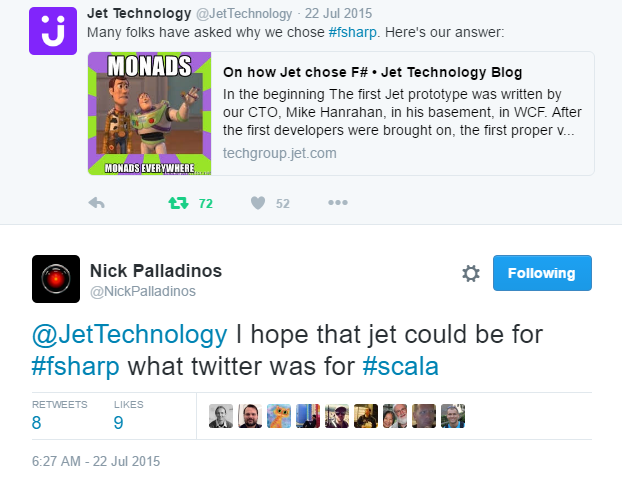 Jet Technology @JetTechnology · 22 Jul 2015
Many folks have asked why we chose #fsharp. Here's our answer:
MONADS
MONADS EVERYWHERE
On how Jet chose F# • Jet Technology Blog
In the beginning The first Jet prototype was written by
our CTO, Mike Hanrahan, in his basement, in WCF. After
the first developers were brought on, the first proper v...
techgroup.jet.com
72
52
Nick Palladinos
@NickPalladinos
Following
@JetTechnology I hope that jet could be for
#fsharp what twitter was for #scala
RETWEETS
LIKES
8
9
6:27 AM - 22 Jul 2015